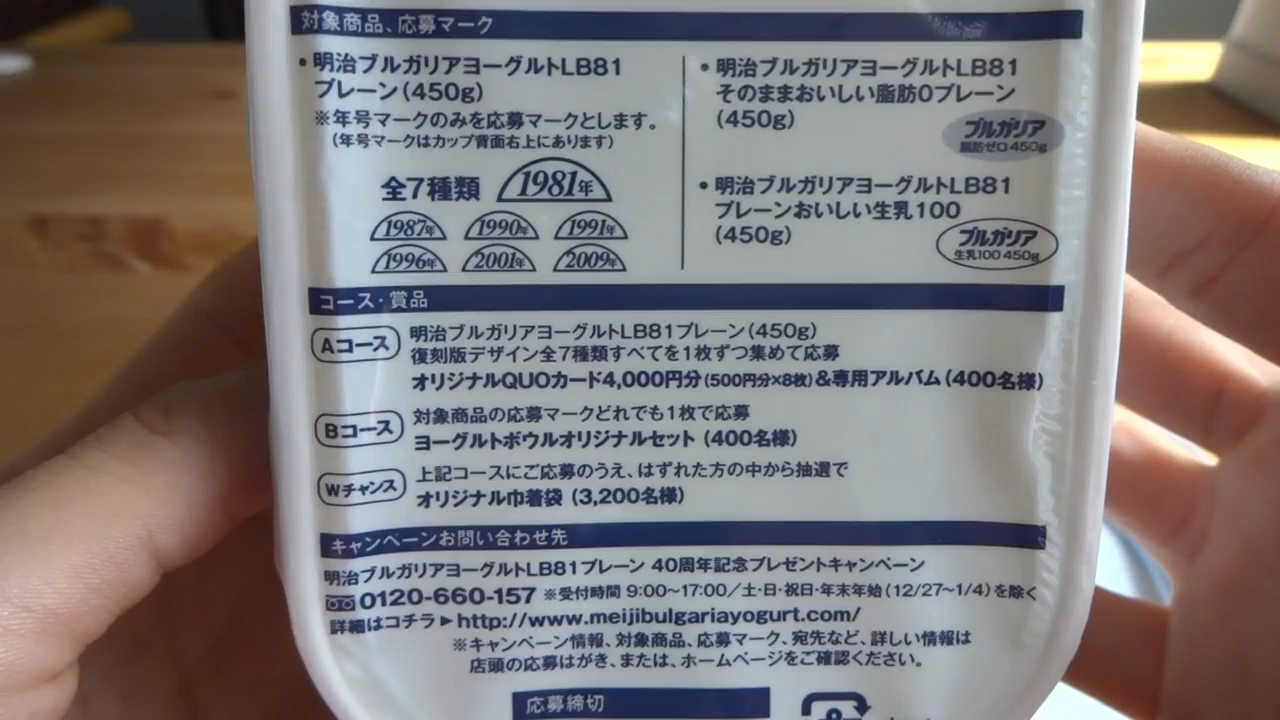 対象商品、応募マーク
・明治ブルガリアヨーグルトLB81
プレーン(450g)
※年号マークのみを応募マークとします。
(年号マークはカップ背面右上にあります)
全7種類 1981年
1987年 1990年 1991年
1996年 2001年 2009年
・明治ブルガリアヨーグルトLB81
そのままおいしい脂肪0プレーン
(450g)
ブルガリア
脂肪ゼロ 450g
・明治ブルガリアヨーグルトLB81
プレーンおいしい生乳100
(450g)
ブルガリア
生乳100 450g
コース・賞品
Aコース
明治ブルガリアヨーグルトLB81プレーン(450g)
復刻版デザイン全7種類すべてを1枚ずつ集めて応募
オリジナルQUOカード4,000円分(500円分×8枚)&専用アルバム(400名様)
Bコース
対象商品の応募マークどれでも1枚で応募
ヨーグルトボウルオリジナルセット(400名様)
Wチャンス
上記コースにご応募のうえ、はずれた方の中から抽選で
オリジナル巾着袋(3,200名様)
キャンペーンお問い合わせ先
明治ブルガリアヨーグルトLB81プレーン 40周年記念プレゼントキャンペーン
0120-660-157 ※受付時間 9:00〜17:00/土・日・祝日・年末年始(12/27〜1/4)を除く
詳細はコチラ▶http://www.meijibulgariayogurt.com/
※キャンペーン情報、対象商品、応募マーク、宛先など、詳しい情報は
店頭の応募はがき、または、ホームページをご確認ください。
応募締切